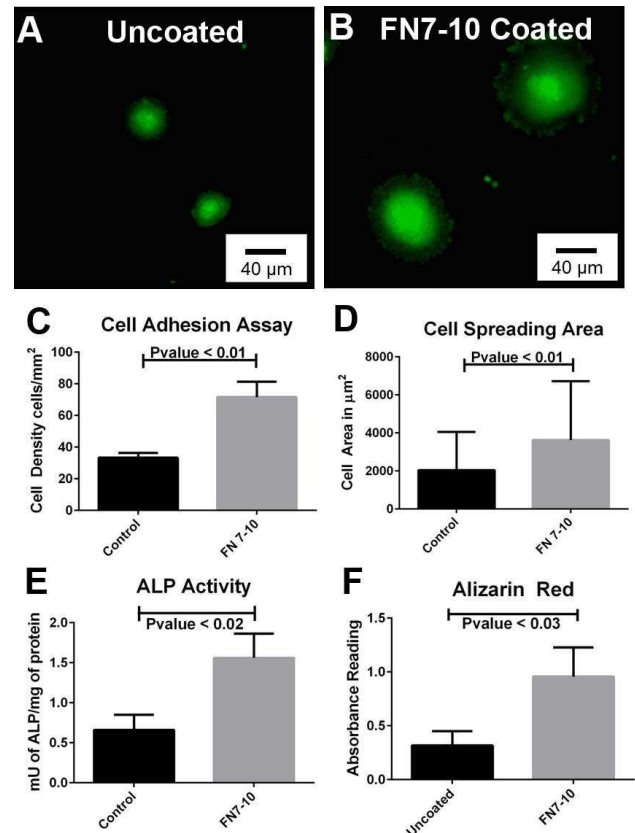 A Uncoated
B FN7-10 Coated
40 µm
40 µm
C Cell Adhesion Assay
Pvalue < 0.01
Cell Density cells/mm²
100
80
60
40
20
0
Control
FN 7-10
D Cell Spreading Area
Pvalue < 0.01
Cell Area in µm²
8000
6000
4000
2000
0
Control
FN 7-10
E ALP Activity
Pvalue < 0.02
mU of ALP/mg of protein
2.0
1.5
1.0
0.5
0.0
Control
FN7-10
F Alizarin Red
Pvalue < 0.03
Absorbance Reading
1.5
1.0
0.5
0.0
Uncoated
FN7-10